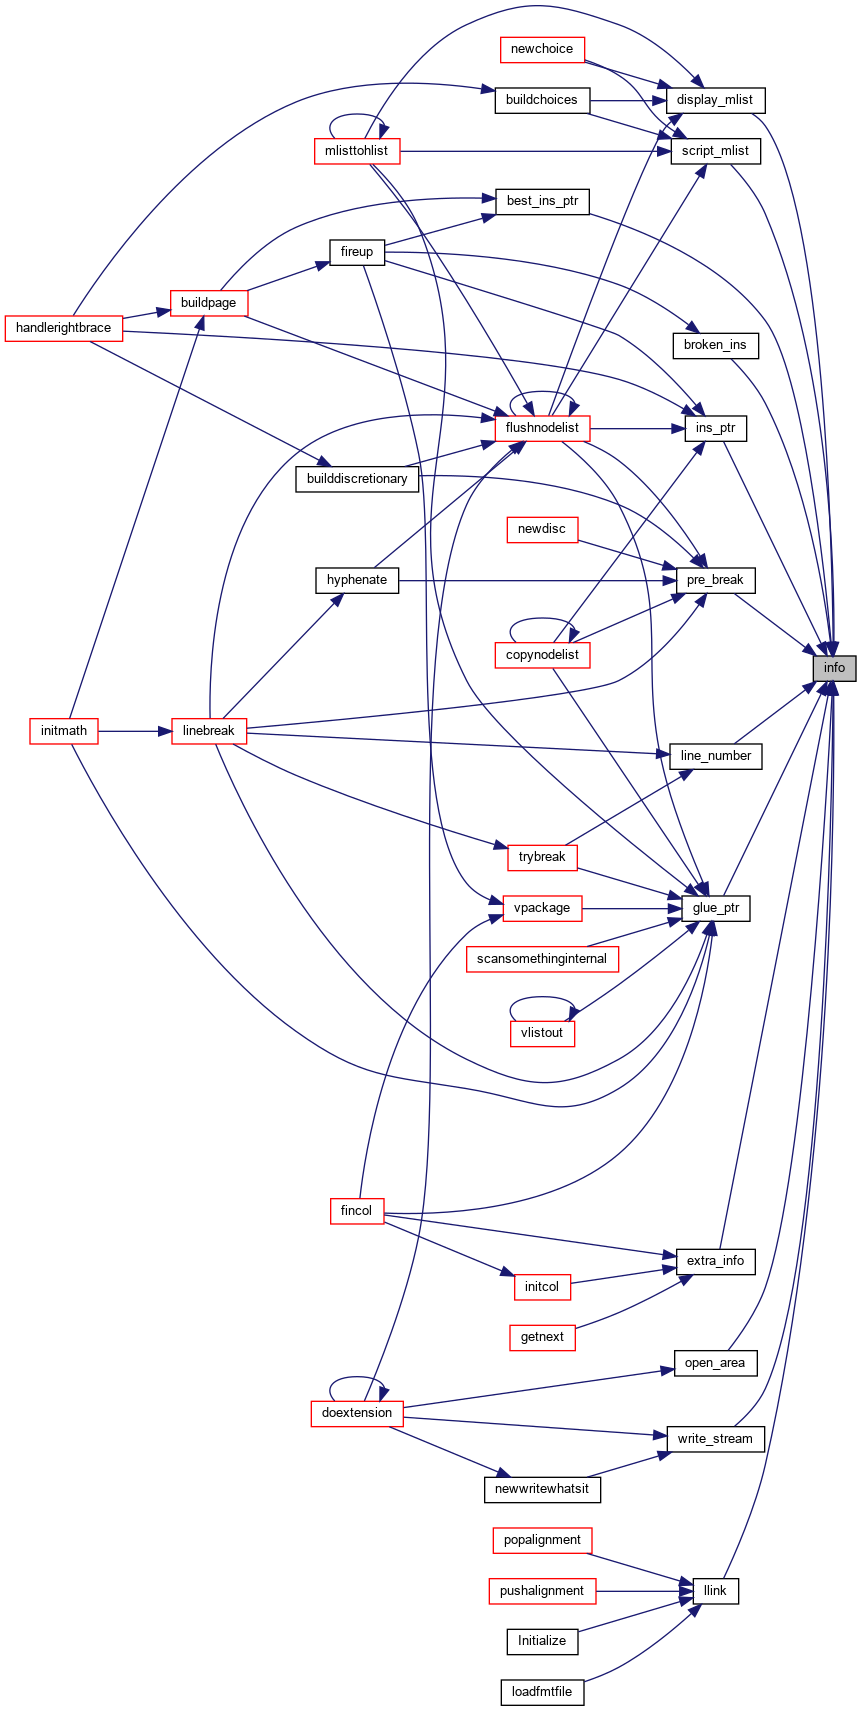 newchoice
display_mlist
buildchoices
script_mlist
mlisttohlist
best_ins_ptr
fireup
buildpage
handlerightbrace
broken_ins
ins_ptr
flushnodelist
builddiscretionary
newdisc
hyphenate
pre_break
copynodelist
info
initmath
linebreak
line_number
trybreak
vpackage
glue_ptr
scansomethinginternal
vlistout
fincol
extra_info
initcol
getnext
open_area
doextension
write_stream
newwritewhatsit
popalignment
pushalignment
llink
Initialize
loadfmtfile